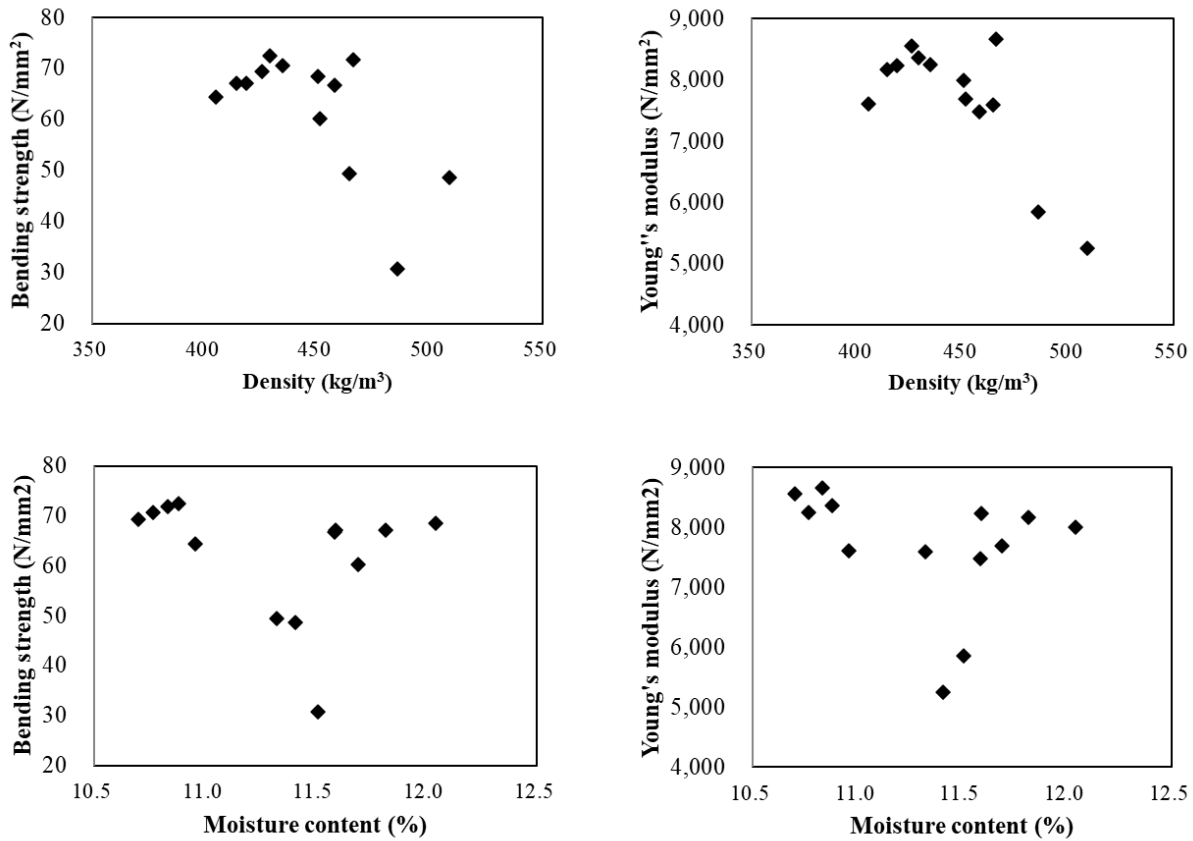 Bending strength (N/mm²)
80
70
60
50
40
30
20
350 400 450 500 550
Density (kg/m³)
Young''s modulus (N/mm²)
9,000
8,000
7,000
6,000
5,000
4,000
350 400 450 500 550
Density (kg/m³)
Bending strength (N/mm2)
80
70
60
50
40
30
20
10.5 11.0 11.5 12.0 12.5
Moisture content (%)
Young's modulus (N/mm2)
9,000
8,000
7,000
6,000
5,000
4,000
10.5 11.0 11.5 12.0 12.5
Moisture content (%)